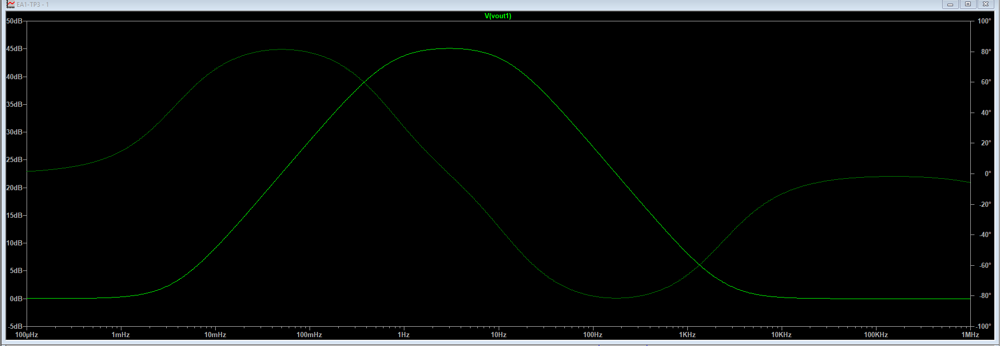 EA1-TP3 - 1
V(vout1)
50dB
45dB
40dB
35dB
30dB
25dB
20dB
15dB
10dB
5dB
0dB
-5dB
100°
80°
60°
40°
20°
0°
-20°
-40°
-60°
-80°
-100°
100µHz 1mHz 10mHz 100mHz 1Hz 10Hz 100Hz 1KHz 10KHz 100KHz 1MHz